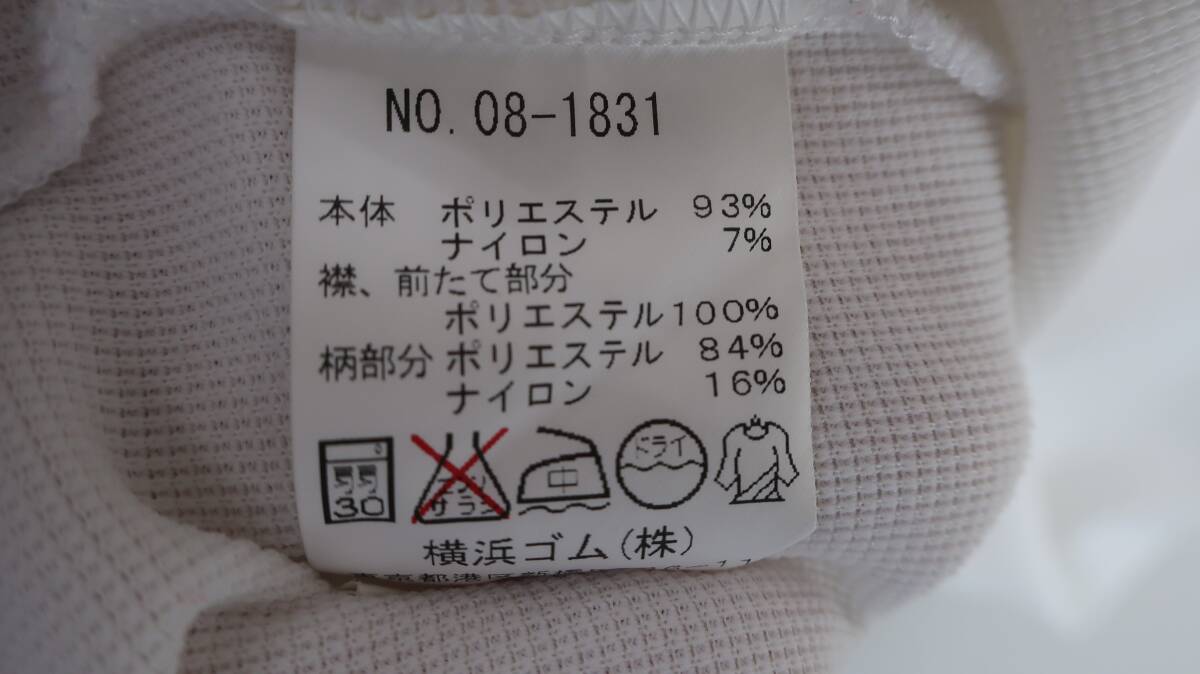 NO. 08-1831
本体 ポリエステル 93%
ナイロン 7%
襟、前たて部分
ポリエステル100%
柄部分 ポリエステル 84%
ナイロン 16%
30
中
ドライ
横浜ゴム(株)